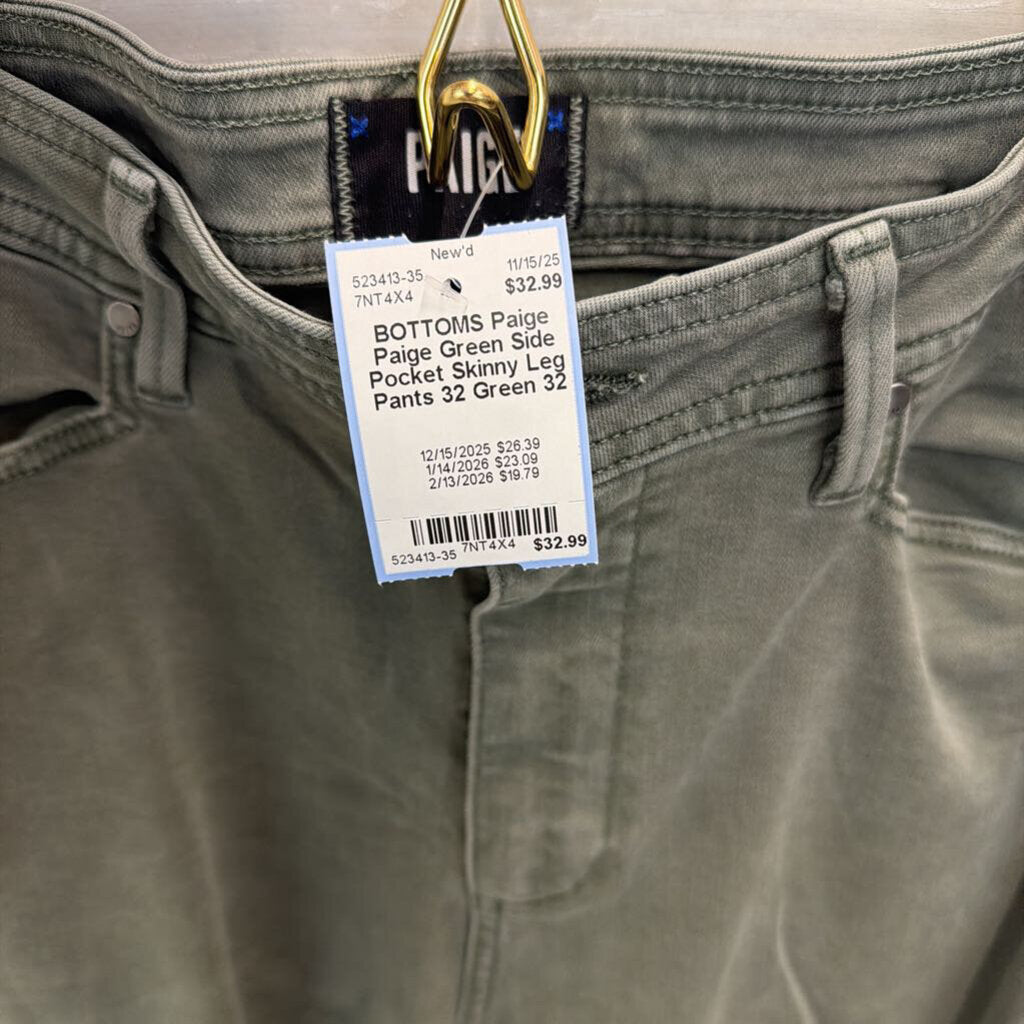 PAIGE
New'd
523413-35 11/15/25
7NT4X4 $32.99
BOTTOMS Paige
Paige Green Side
Pocket Skinny Leg
Pants 32 Green 32
12/15/2025 $26.39
1/14/2026 $23.09
2/13/2026 $19.79
523413-35 7NT4X4 $32.99